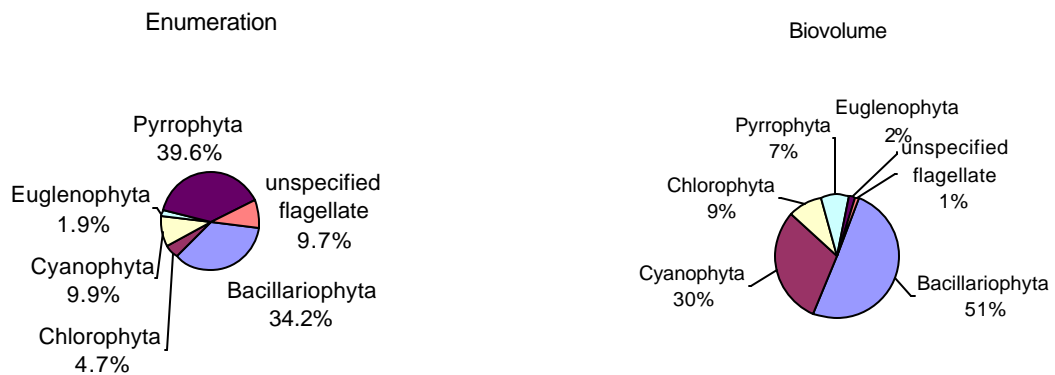 Enumeration
Pyrrophyta
39.6%
unspecified
flagellate
9.7%
Euglenophyta
1.9%
Cyanophyta
9.9%
Bacillariophyta
34.2%
Chlorophyta
4.7%
Biovolume
Euglenophyta
2%
Pyrrophyta
7%
unspecified
flagellate
1%
Chlorophyta
9%
Cyanophyta
30%
Bacillariophyta
51%